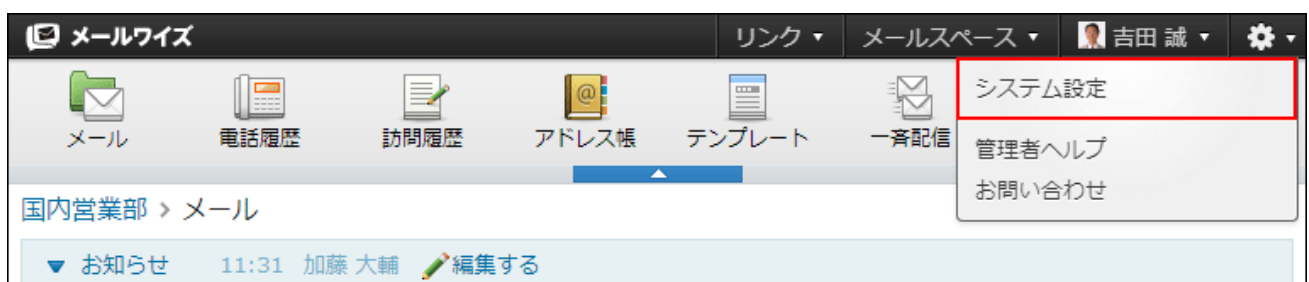 メールワイズ リンク メールスペース 吉田 誠
システム設定
メール 電話履歴 訪問履歴 アドレス帳 テンプレート 一斉配信
管理者ヘルプ
お問い合わせ
国内営業部 > メール
お知らせ 11:31 加藤 大輔 編集する